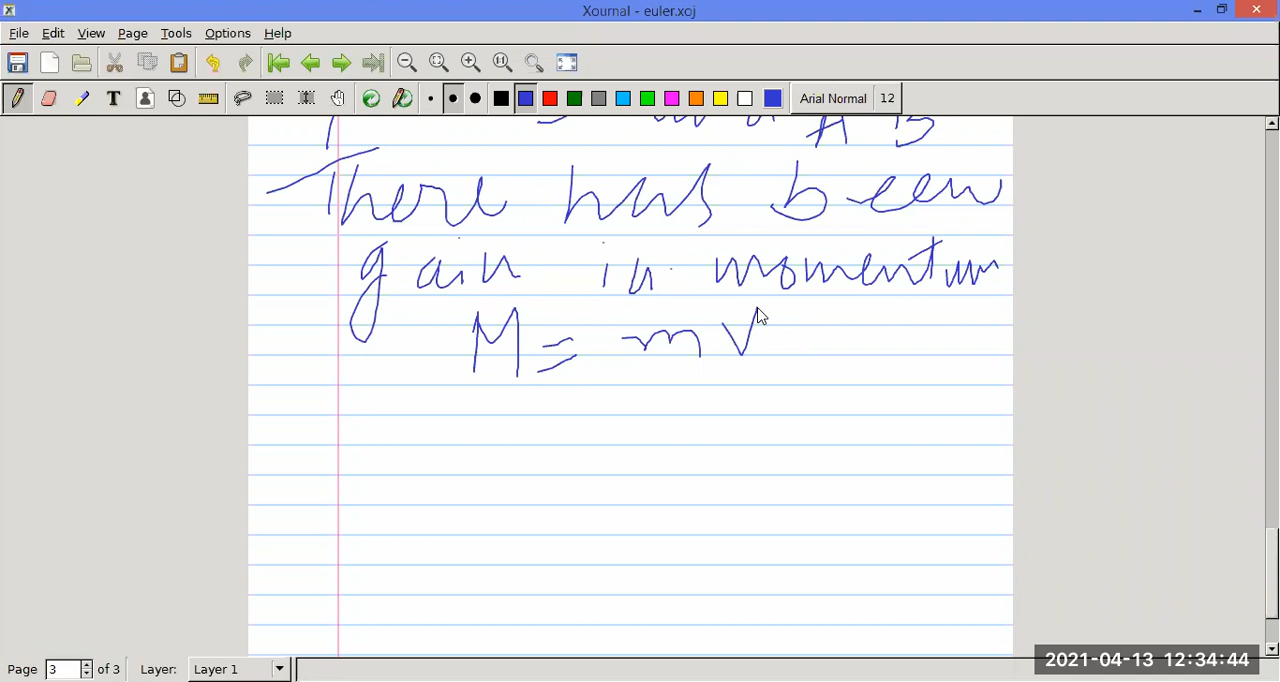 Xournal - euler.xoj
File Edit View Page Tools Options Help
Arial Normal 12
There has been
gain in momentum
M = mV
Page 3 of 3 Layer: Layer 1
2021-04-13 12:34:44